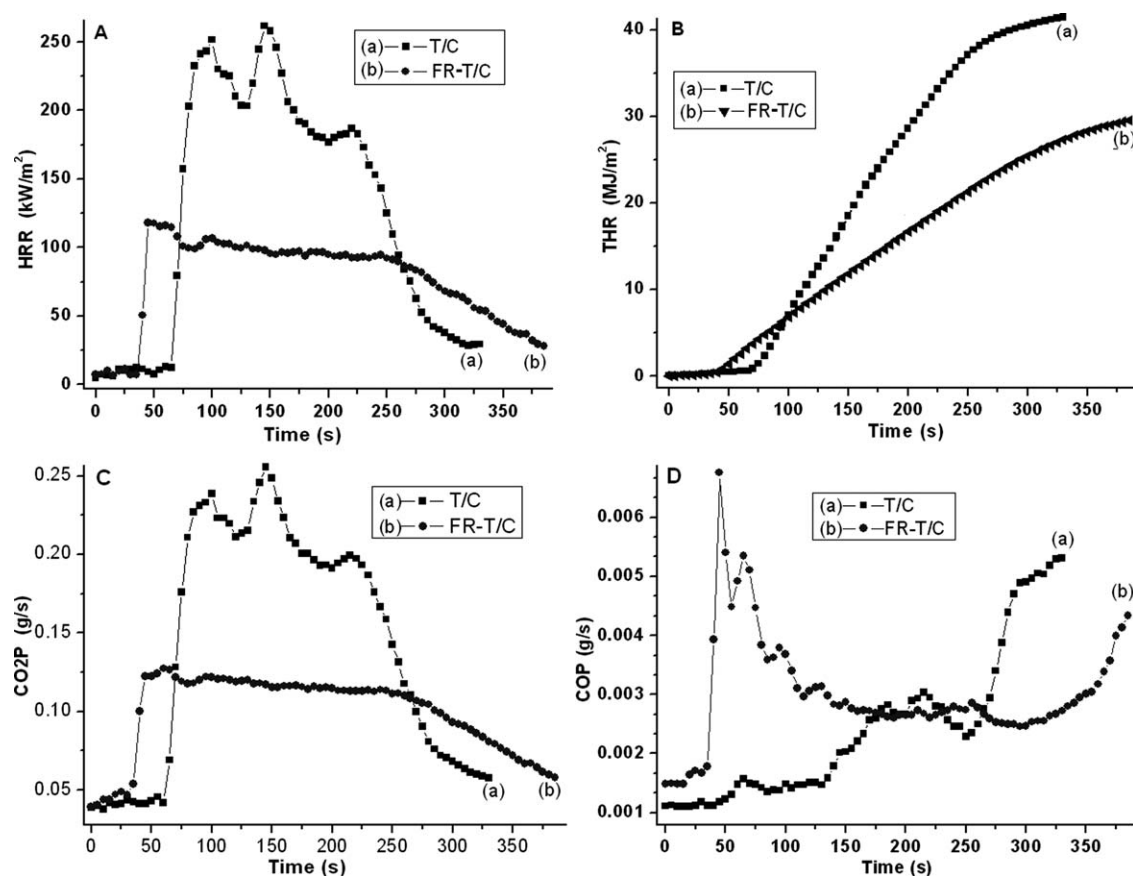 A
250
200
150
100
50
0
HRR (kW/m²)
(a)—■—T/C
(b)—●—FR-T/C
(a)
(b)
0 50 100 150 200 250 300 350
Time (s)
B
40
30
20
10
0
THR (MJ/m²)
(a)—■—T/C
(b)—▼—FR-T/C
(a)
(b)
0 50 100 150 200 250 300 350
Time (s)
C
0.25
0.20
0.15
0.10
0.05
CO2P (g/s)
(a)—■—T/C
(b)—●—FR-T/C
(a)
(b)
0 50 100 150 200 250 300 350
Time (s)
D
0.006
0.005
0.004
0.003
0.002
0.001
COP (g/s)
(a)—■—T/C
(b)—●—FR-T/C
(a)
(b)
0 50 100 150 200 250 300 350
Time (s)